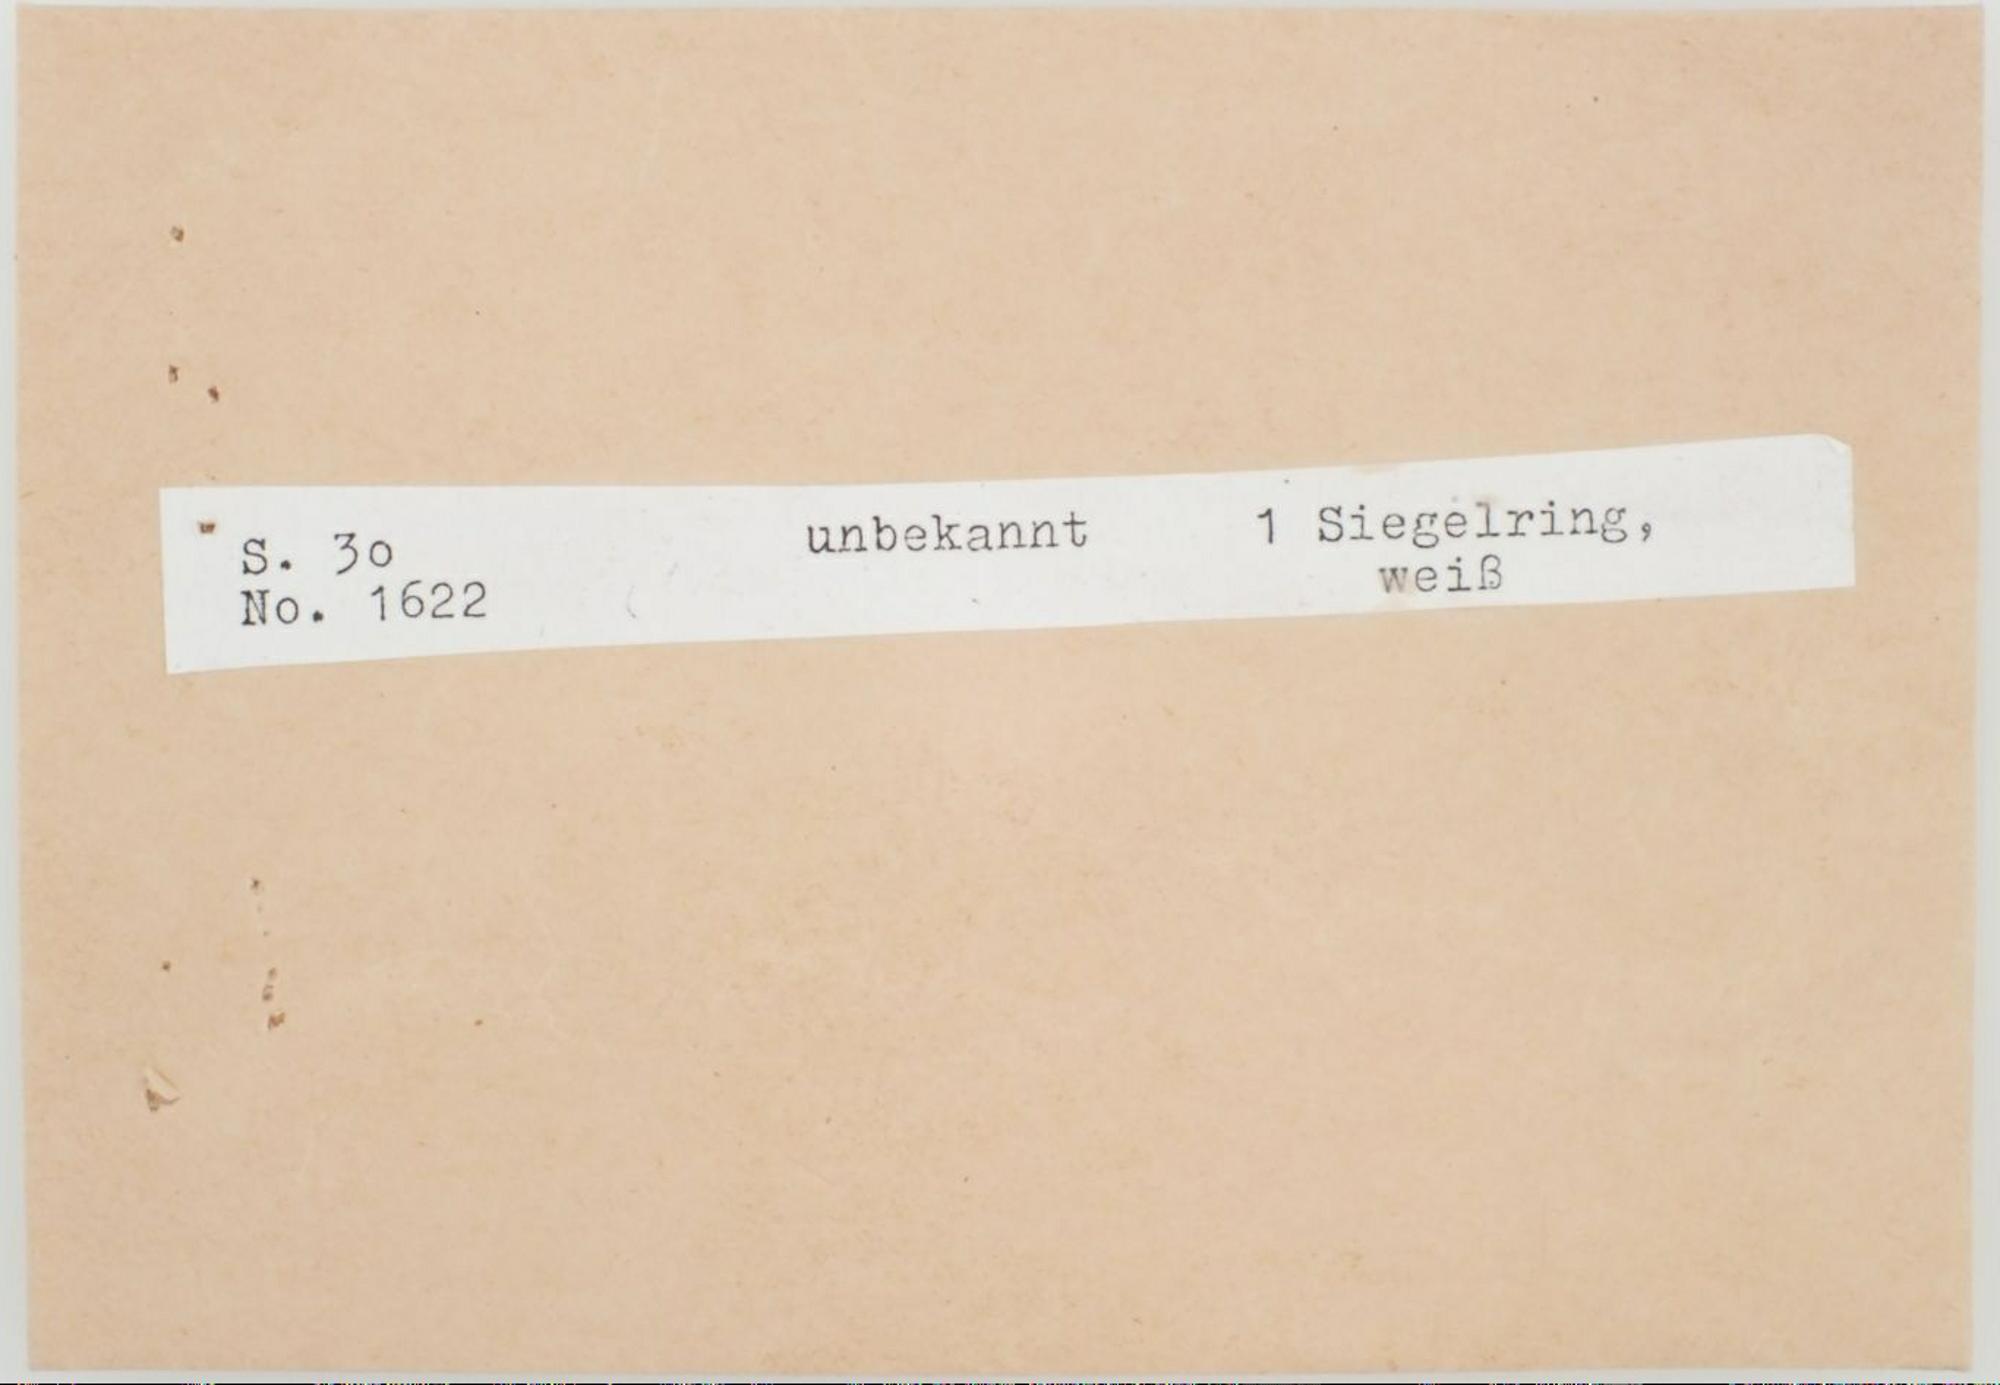 S. 3o
No. 1622
unbekannt
1 Siegelring,
weiß